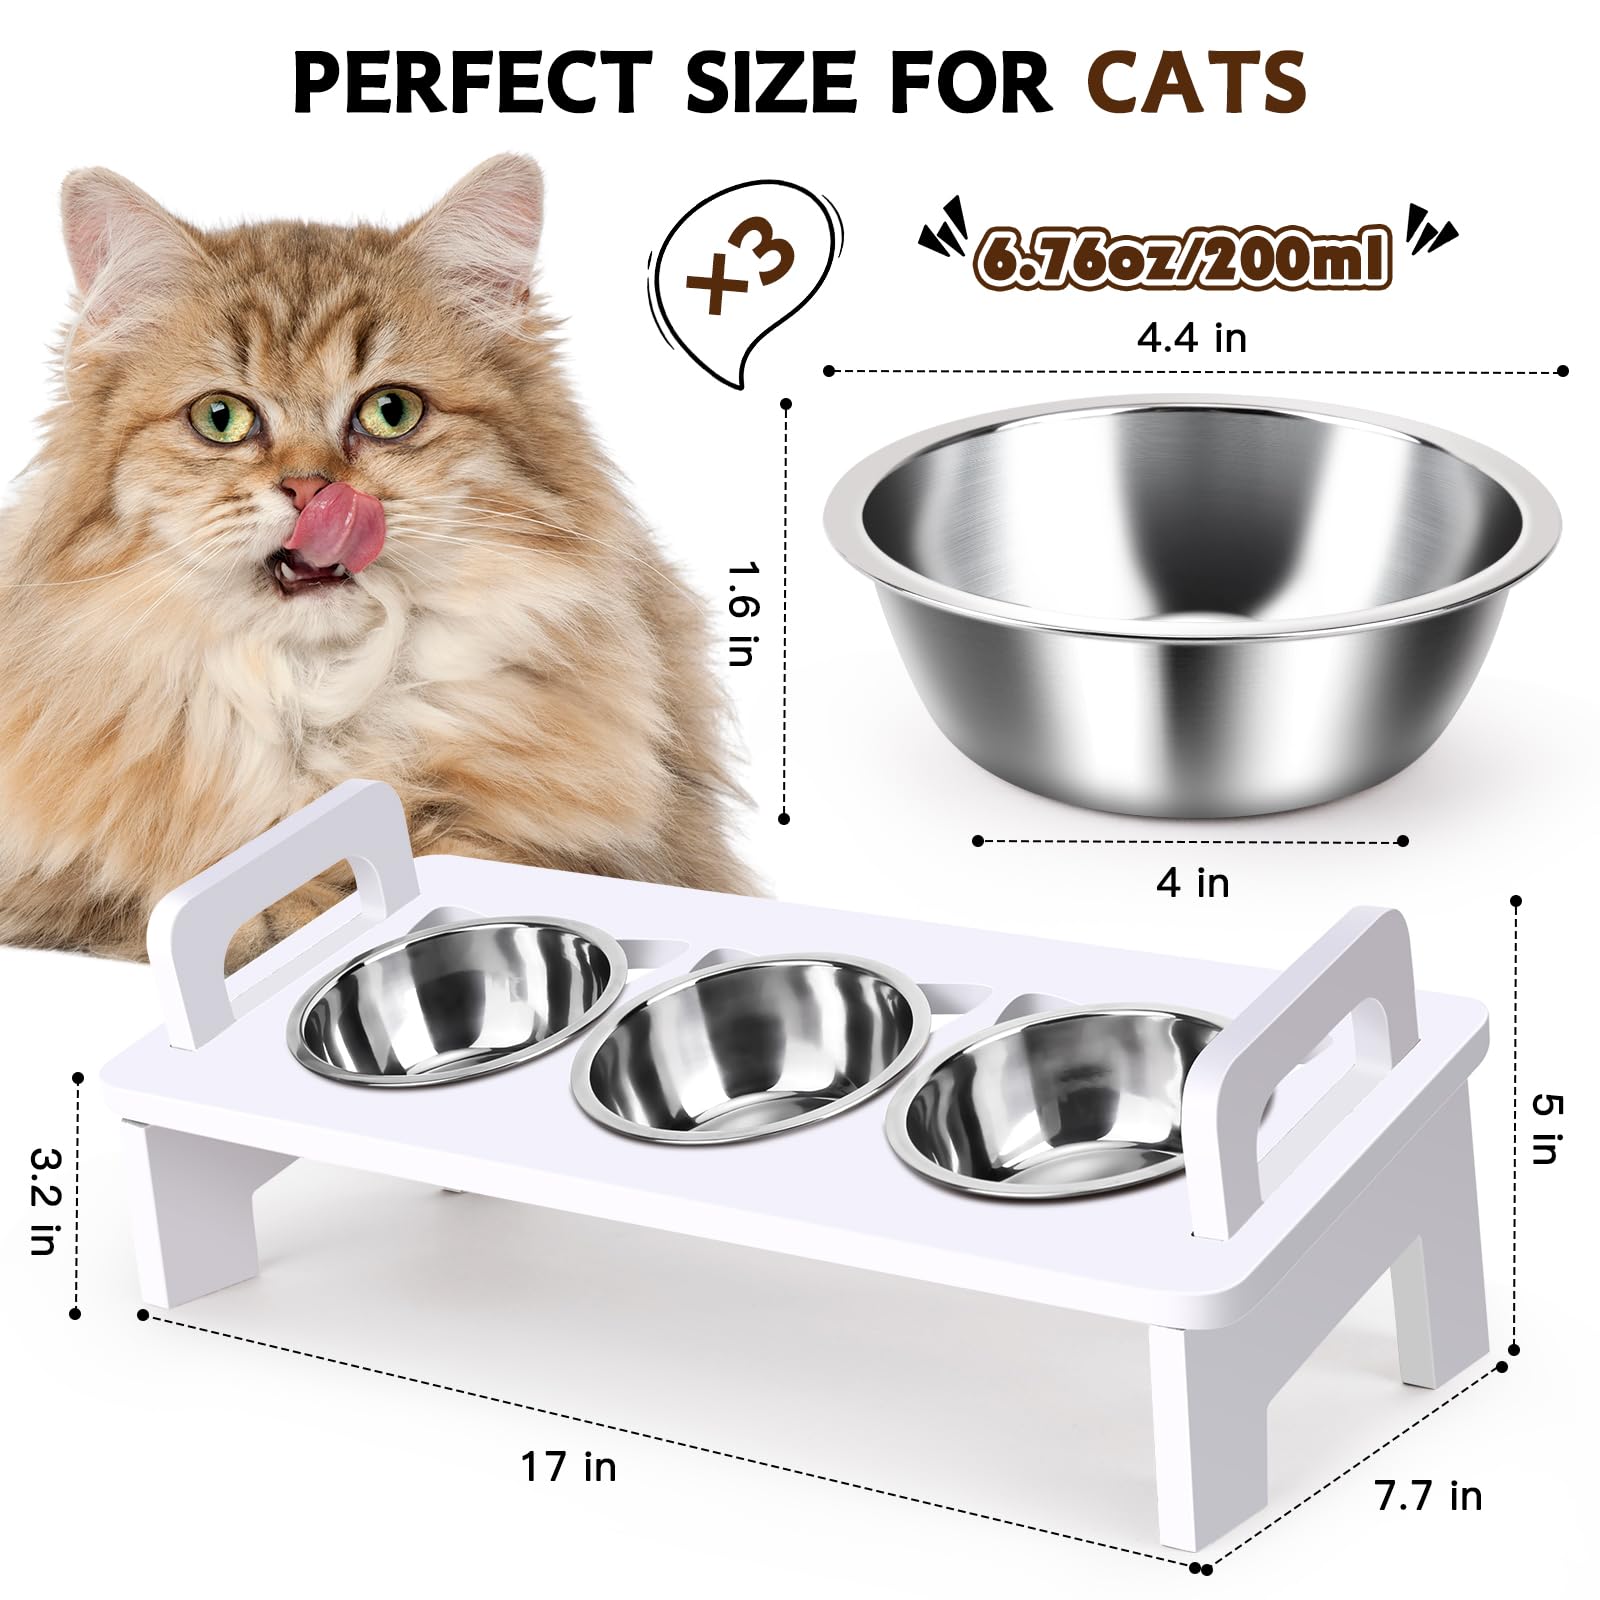 PERFECT SIZE FOR CATS
×3
6.76oz/200ml
4.4 in
1.6 in
4 in
3.2 in
5 in
17 in
7.7 in